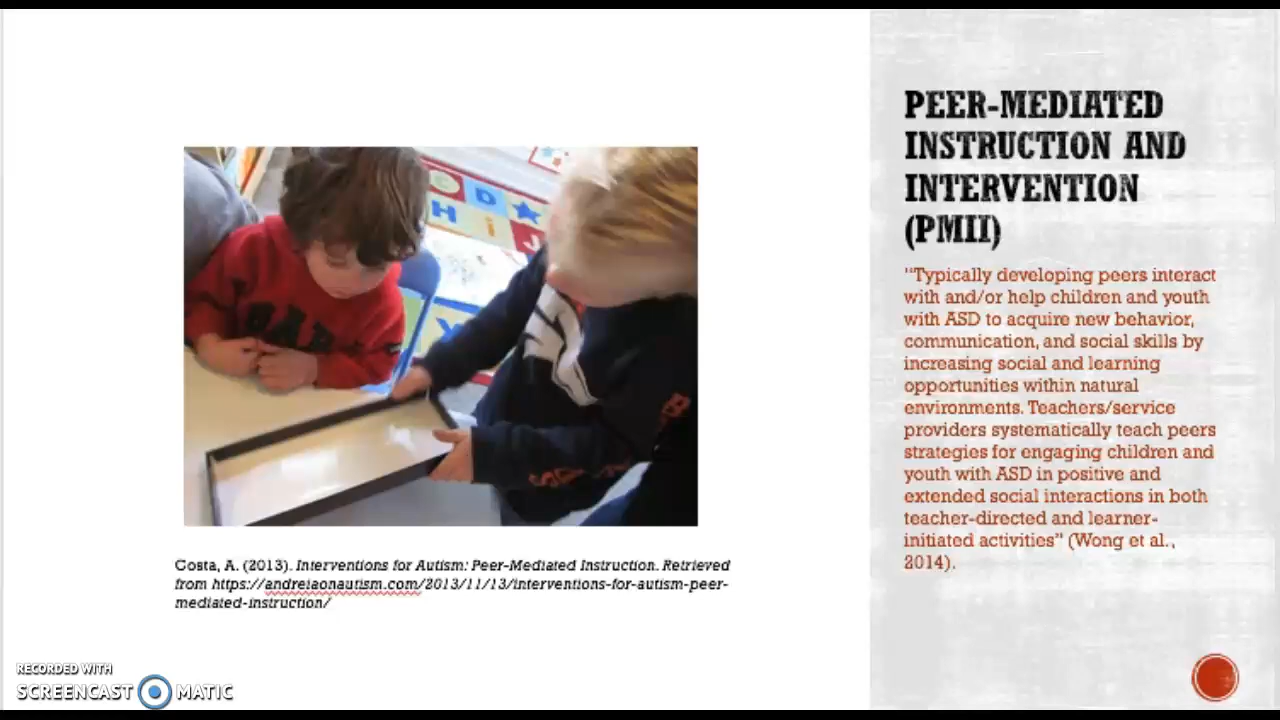 PEER-MEDIATED
INSTRUCTION AND
INTERVENTION
(PMII)
"Typically developing peers interact
with and/or help children and youth
with ASD to acquire new behavior,
communication, and social skills by
increasing social and learning
opportunities within natural
environments. Teachers/service
providers systematically teach peers
strategies for engaging children and
youth with ASD in positive and
extended social interactions in both
teacher-directed and learner-
initiated activities" (Wong et al.,
2014).
D
H i J
Costa, A. (2013). Interventions for Autism: Peer-Mediated Instruction. Retrieved
from https://andreiaonautism.com/2013/11/13/interventions-for-autism-peer-
mediated-instruction/
RECORDED WITH
SCREENCAST MATIC